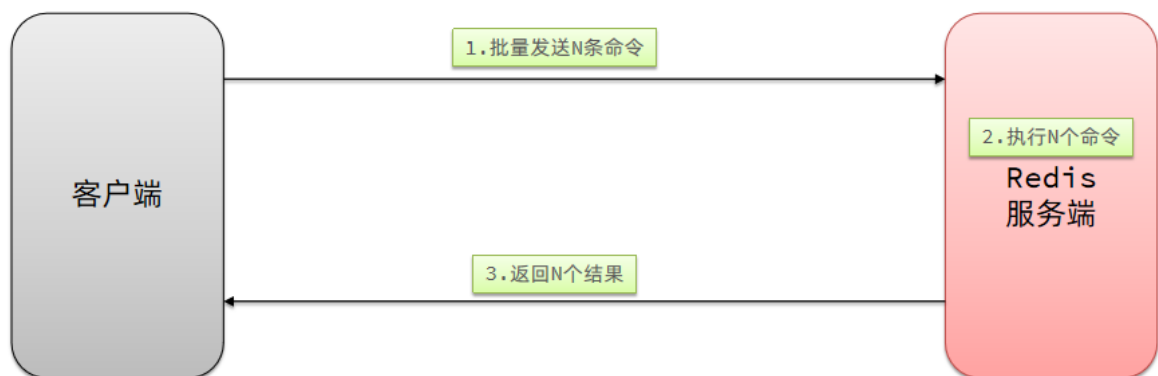 1.批量发送N条命令
客户端
2.执行N个命令
Redis
服务端
3.返回N个结果